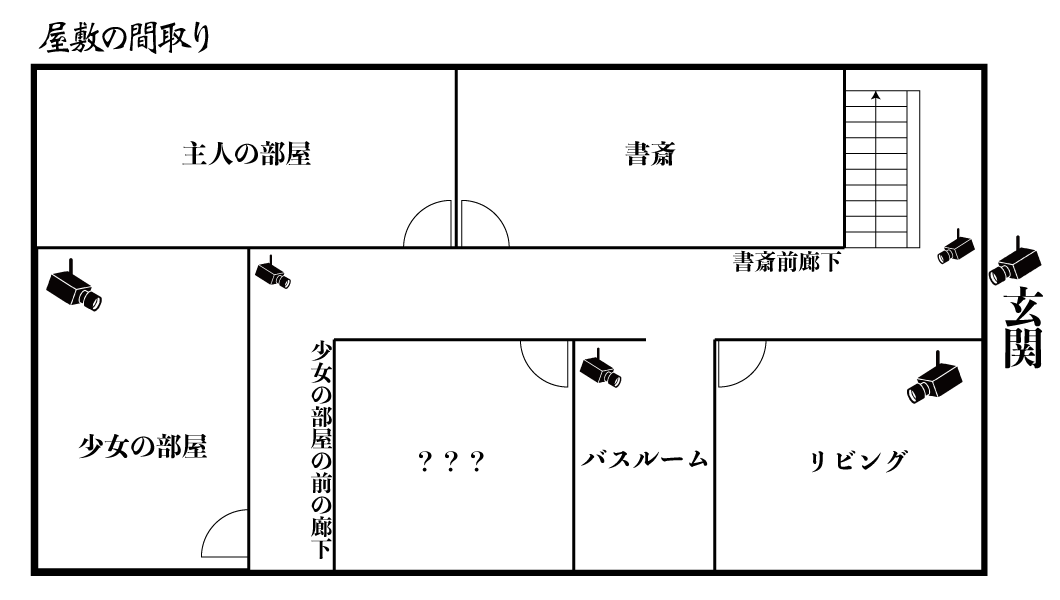 屋敷の間取り
主人の部屋
書斎
書斎前廊下
玄関
少女の部屋の前の廊下
少女の部屋
？？？
バスルーム
リビング